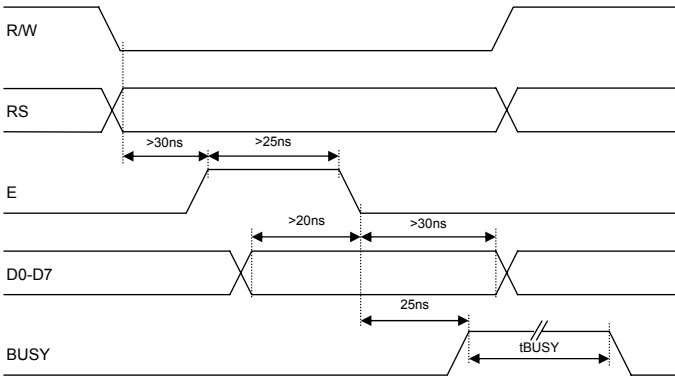 R/W
RS
>30ns
>25ns
E
>20ns
>30ns
D0-D7
25ns
tBUSY
BUSY